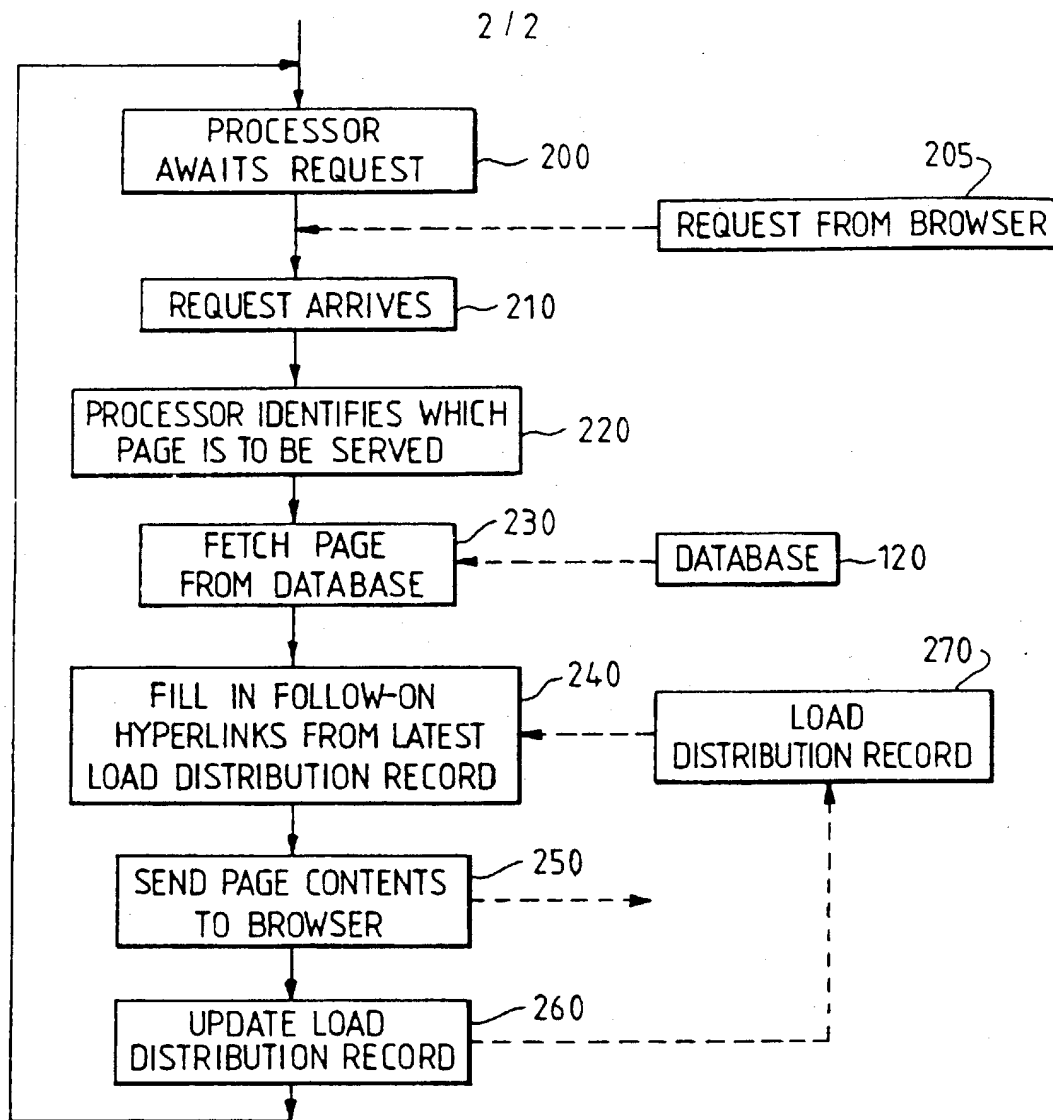 2 / 2
PROCESSOR
AWAITS REQUEST
200
205
REQUEST FROM BROWSER
REQUEST ARRIVES
210
PROCESSOR IDENTIFIES WHICH
PAGE IS TO BE SERVED
220
230
FETCH PAGE
FROM DATABASE
DATABASE
120
240
FILL IN FOLLOW-ON
HYPERLINKS FROM LATEST
LOAD DISTRIBUTION RECORD
270
LOAD
DISTRIBUTION RECORD
250
SEND PAGE CONTENTS
TO BROWSER
260
UPDATE LOAD
DISTRIBUTION RECORD